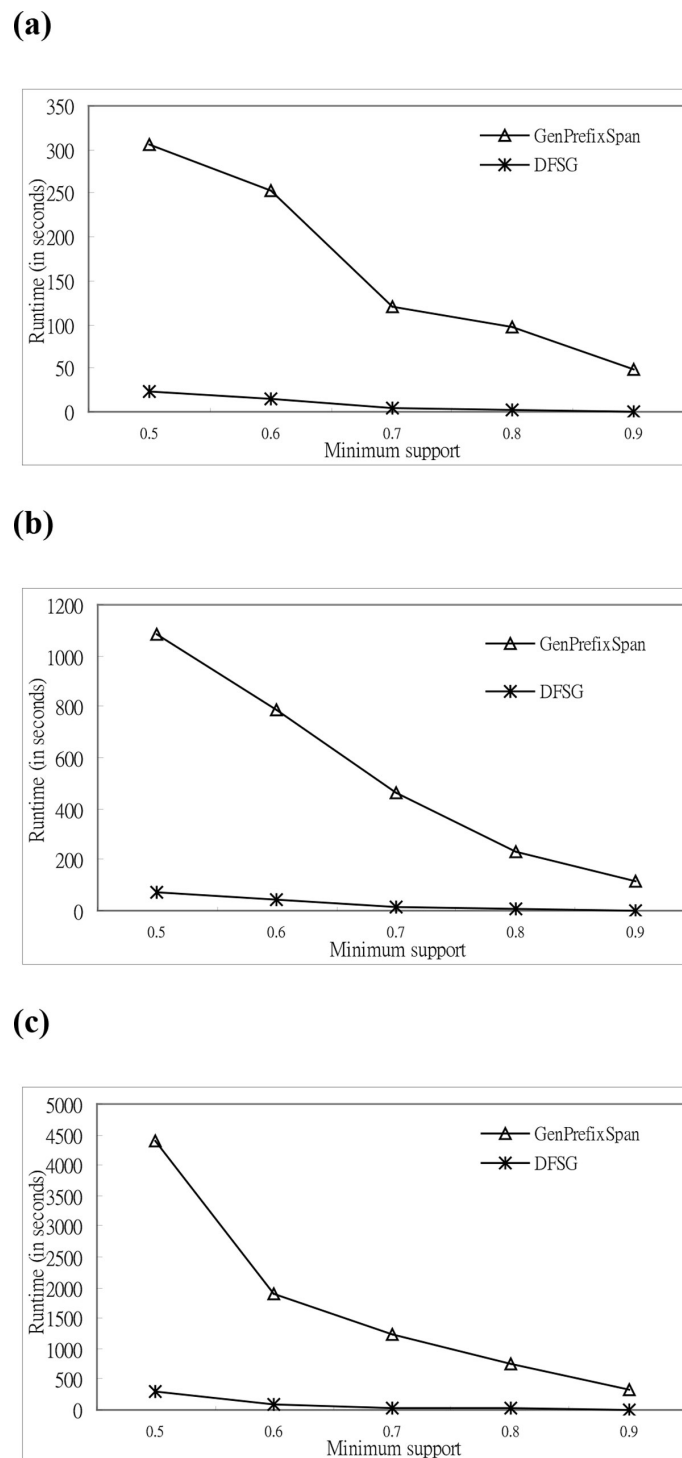 (a)
350
300
250
200
150
100
50
0
Runtime (in seconds)
GenPrefixSpan
DFSG
0.5 0.6 0.7 0.8 0.9
Minimum support
(b)
1200
1000
800
600
400
200
0
Runtime (in seconds)
GenPrefixSpan
DFSG
0.5 0.6 0.7 0.8 0.9
Minimum support
(c)
5000
4500
4000
3500
3000
2500
2000
1500
1000
500
0
Runtime (in seconds)
GenPrefixSpan
DFSG
0.5 0.6 0.7 0.8 0.9
Minimum support